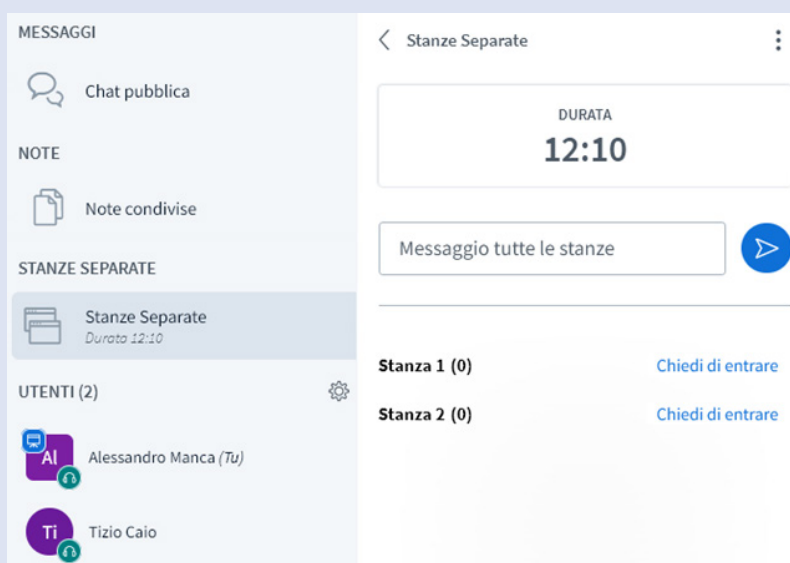 MESSAGGI
Chat pubblica
NOTE
Note condivise
STANZE SEPARATE
Stanze Separate
Durata 12:10
UTENTI (2)
Al
Alessandro Manca (Tu)
Ti
Tizio Caio
Stanze Separate
DURATA
12:10
Messaggio tutte le stanze
Stanza 1 (0) Chiedi di entrare
Stanza 2 (0) Chiedi di entrare